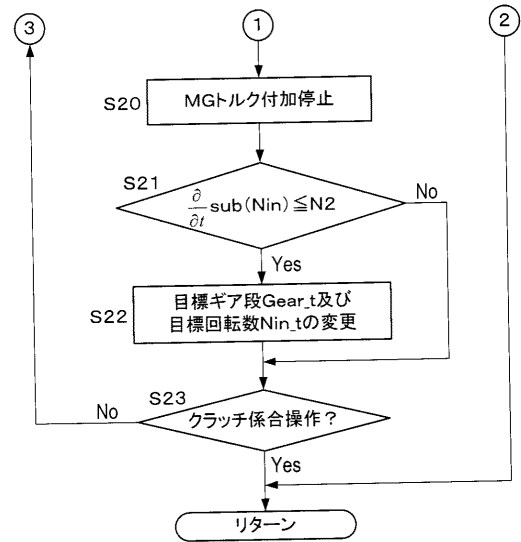 ③
①
②
S20
MGトルク付加停止
S21
∂/∂t sub(Nin)≦N2
No
Yes
S22
目標ギア段Gear_t及び
目標回転数Nin_tの変更
S23
No
クラッチ係合操作？
Yes
リターン